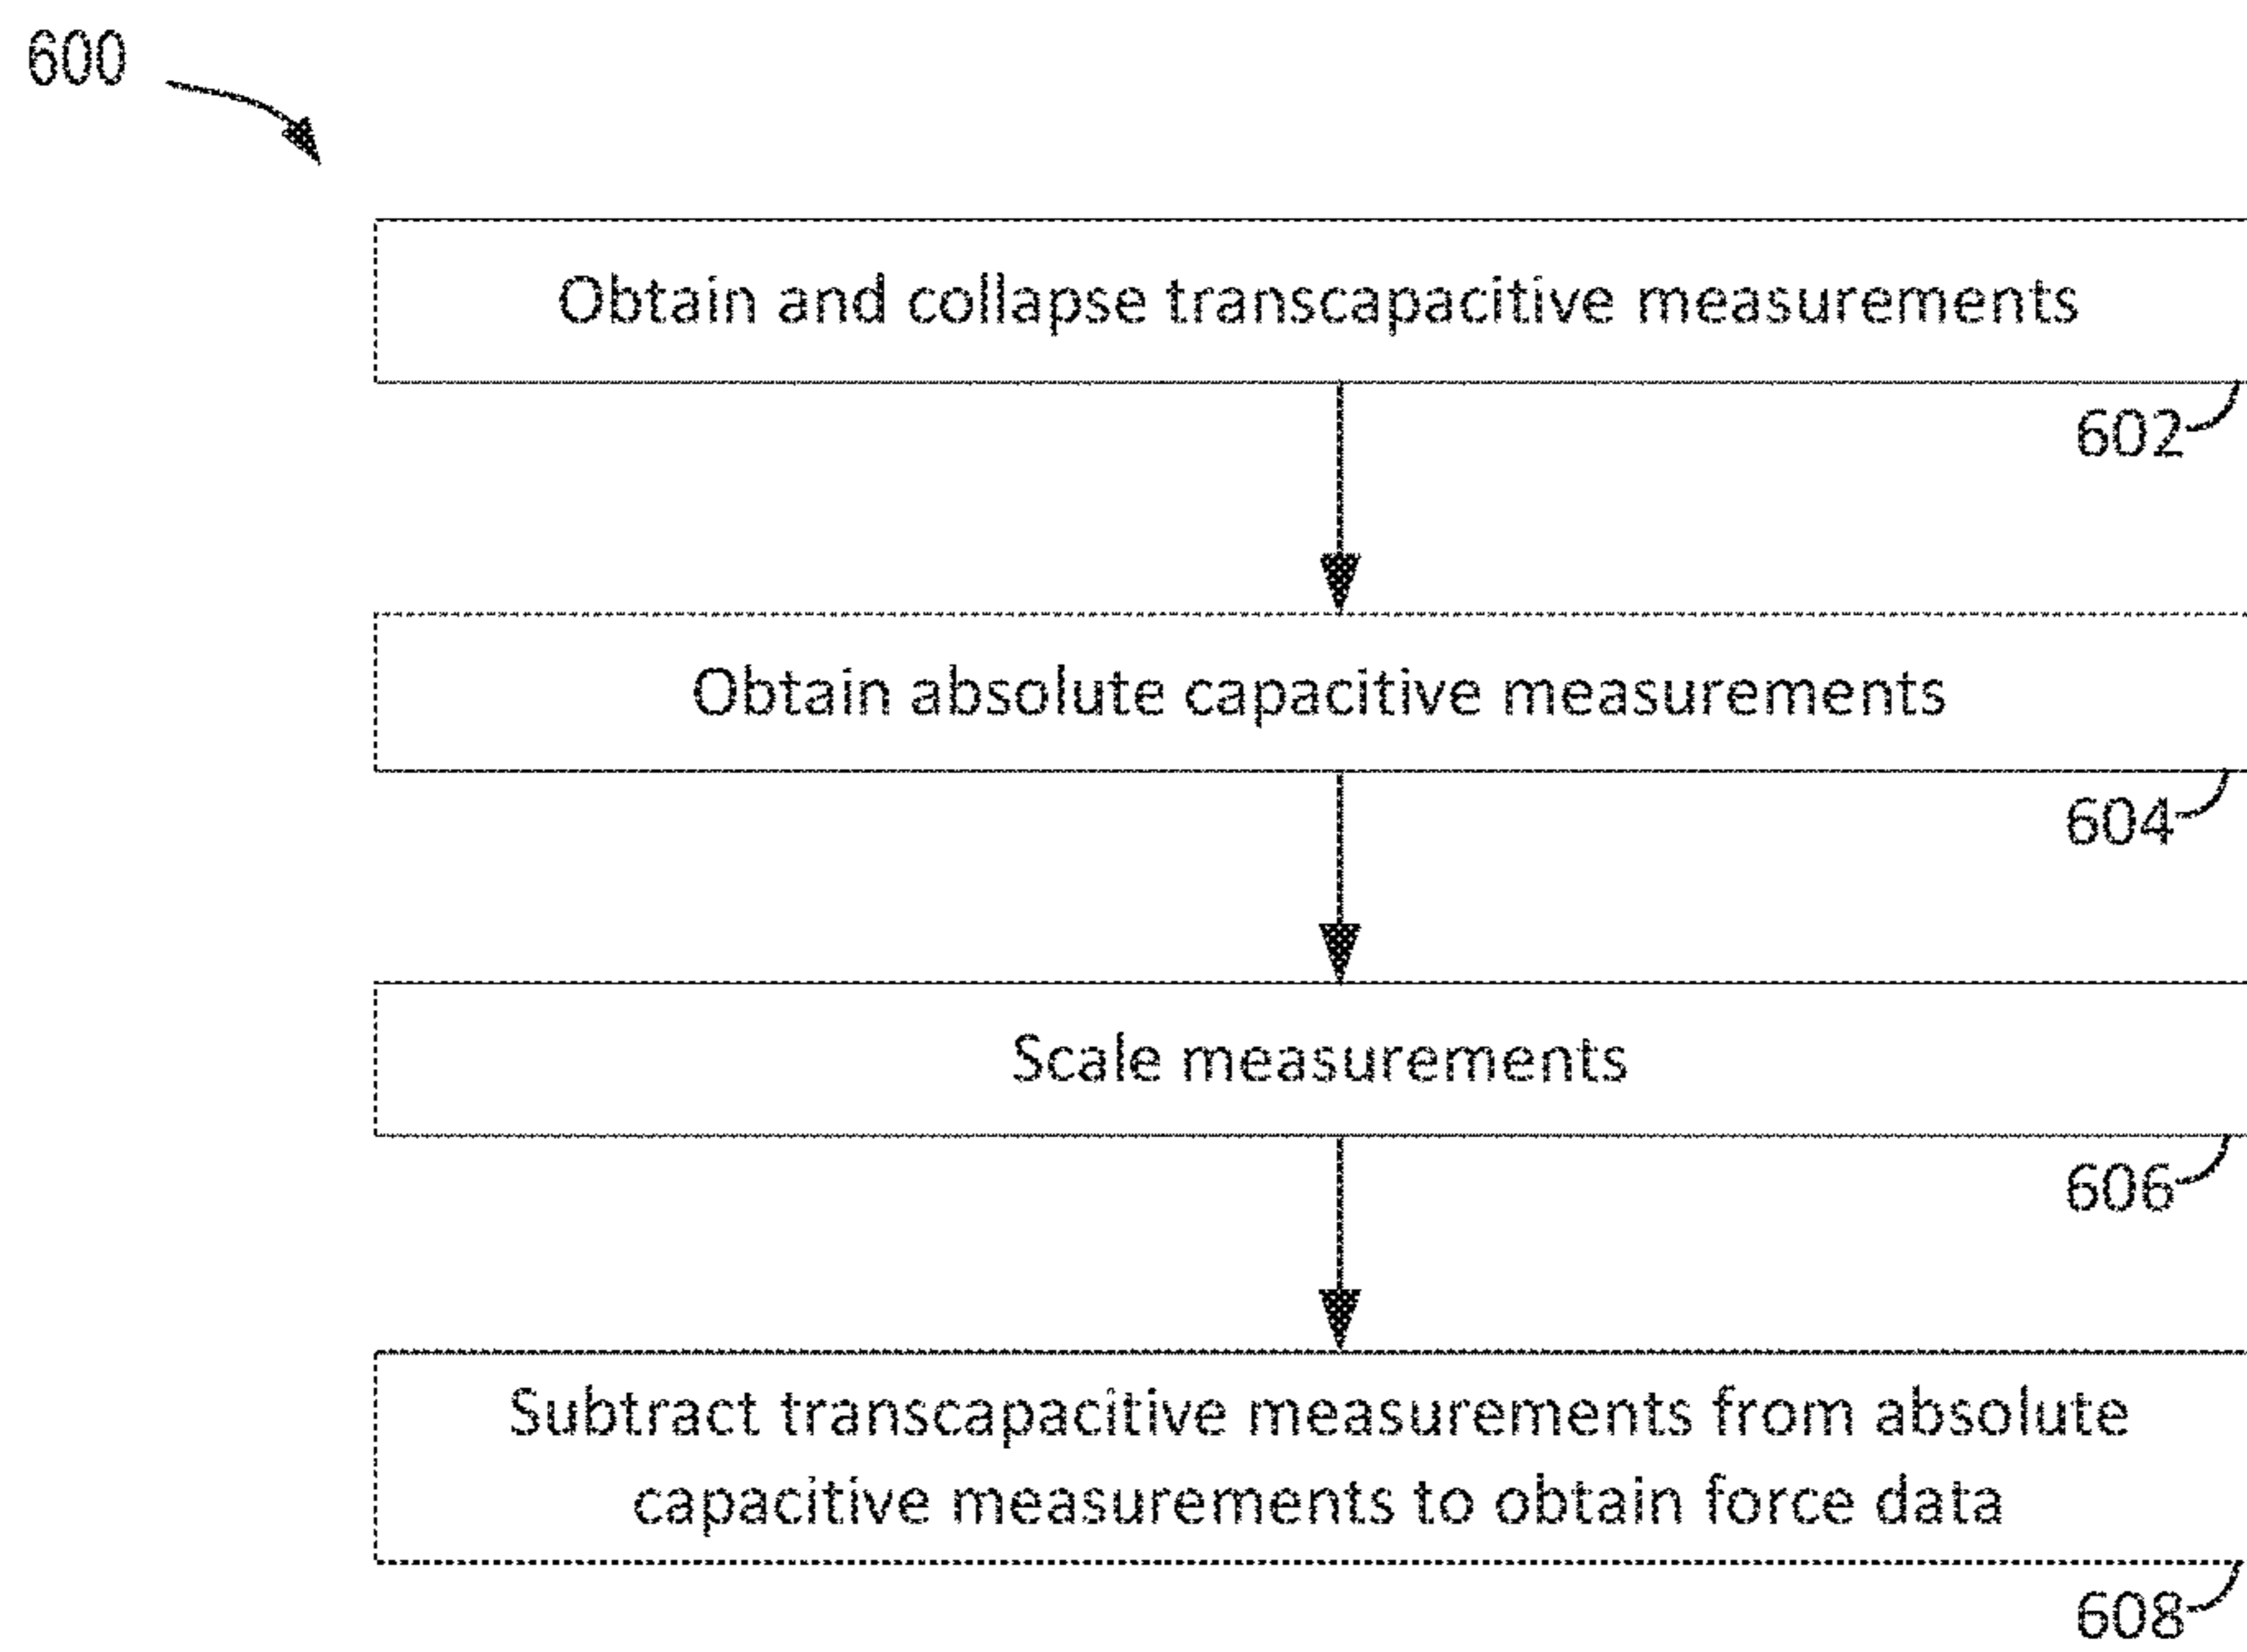 600
Obtain and collapse transcapacitive measurements
602
Obtain absolute capacitive measurements
604
Scale measurements
606
Subtract transcapacitive measurements from absolute
capacitive measurements to obtain force data
608